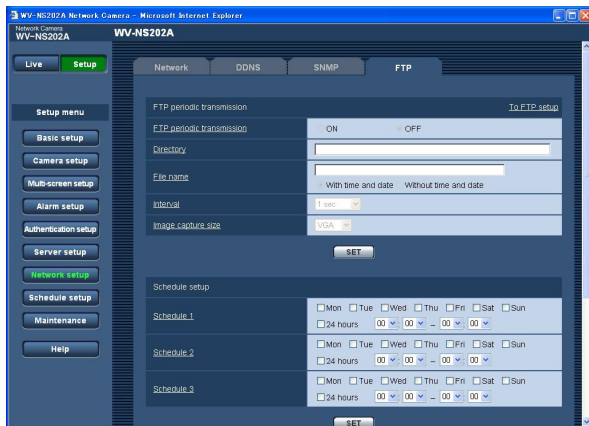 WV-NS202A Network Camera - Microsoft Internet Explorer
Network Camera
WV-NS202A
WV-NS202A
Live Setup
Network DDNS SNMP FTP
Setup menu
Basic setup
Camera setup
Multi-screen setup
Alarm setup
Authentication setup
Server setup
Network setup
Schedule setup
Maintenance
Help
FTP periodic transmission To FTP setup
FTP periodic transmission ON OFF
Directory
File name
With time and date Without time and date
Interval 1 sec
Image capture size VGA
SET
Schedule setup
Schedule 1
Mon Tue Wed Thu Fri Sat Sun
24 hours 00 : 00 - 00 : 00
Schedule 2
Mon Tue Wed Thu Fri Sat Sun
24 hours 00 : 00 - 00 : 00
Schedule 3
Mon Tue Wed Thu Fri Sat Sun
24 hours 00 : 00 - 00 : 00
SET